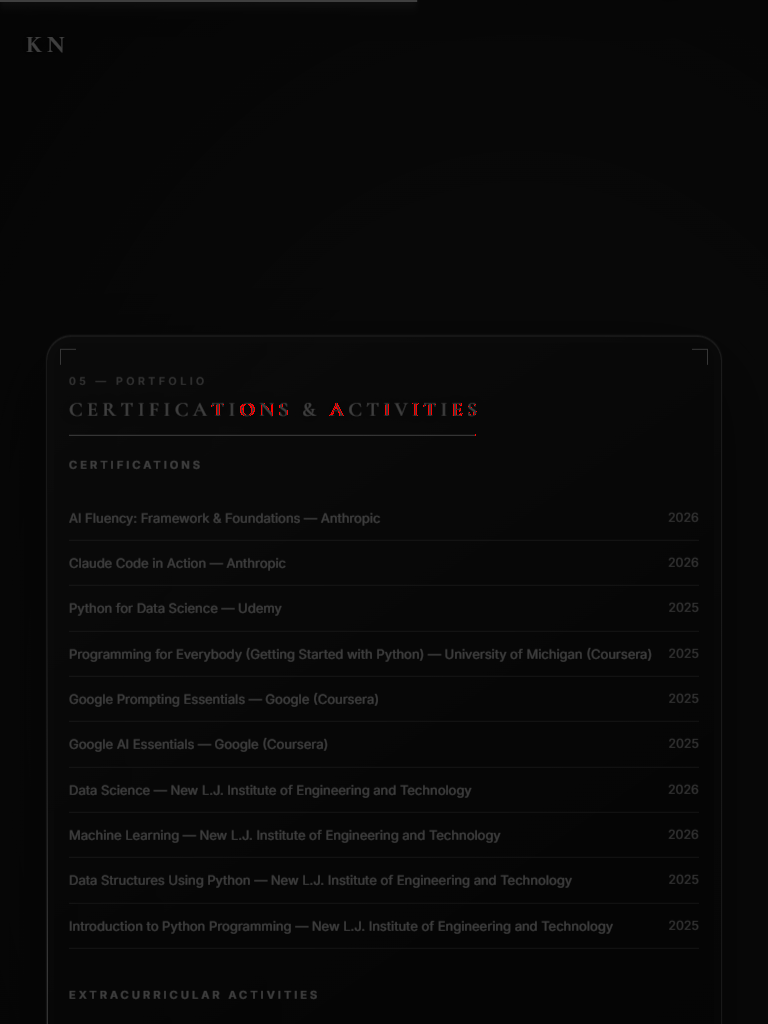 KN
05 — PORTFOLIO
CERTIFICATIONS & ACTIVITIES
CERTIFICATIONS
AI Fluency: Framework & Foundations — Anthropic 2026
Claude Code in Action — Anthropic 2026
Python for Data Science — Udemy 2025
Programming for Everybody (Getting Started with Python) — University of Michigan (Coursera) 2025
Google Prompting Essentials — Google (Coursera) 2025
Google AI Essentials — Google (Coursera) 2025
Data Science — New L.J. Institute of Engineering and Technology 2026
Machine Learning — New L.J. Institute of Engineering and Technology 2026
Data Structures Using Python — New L.J. Institute of Engineering and Technology 2025
Introduction to Python Programming — New L.J. Institute of Engineering and Technology 2025
EXTRACURRICULAR ACTIVITIES